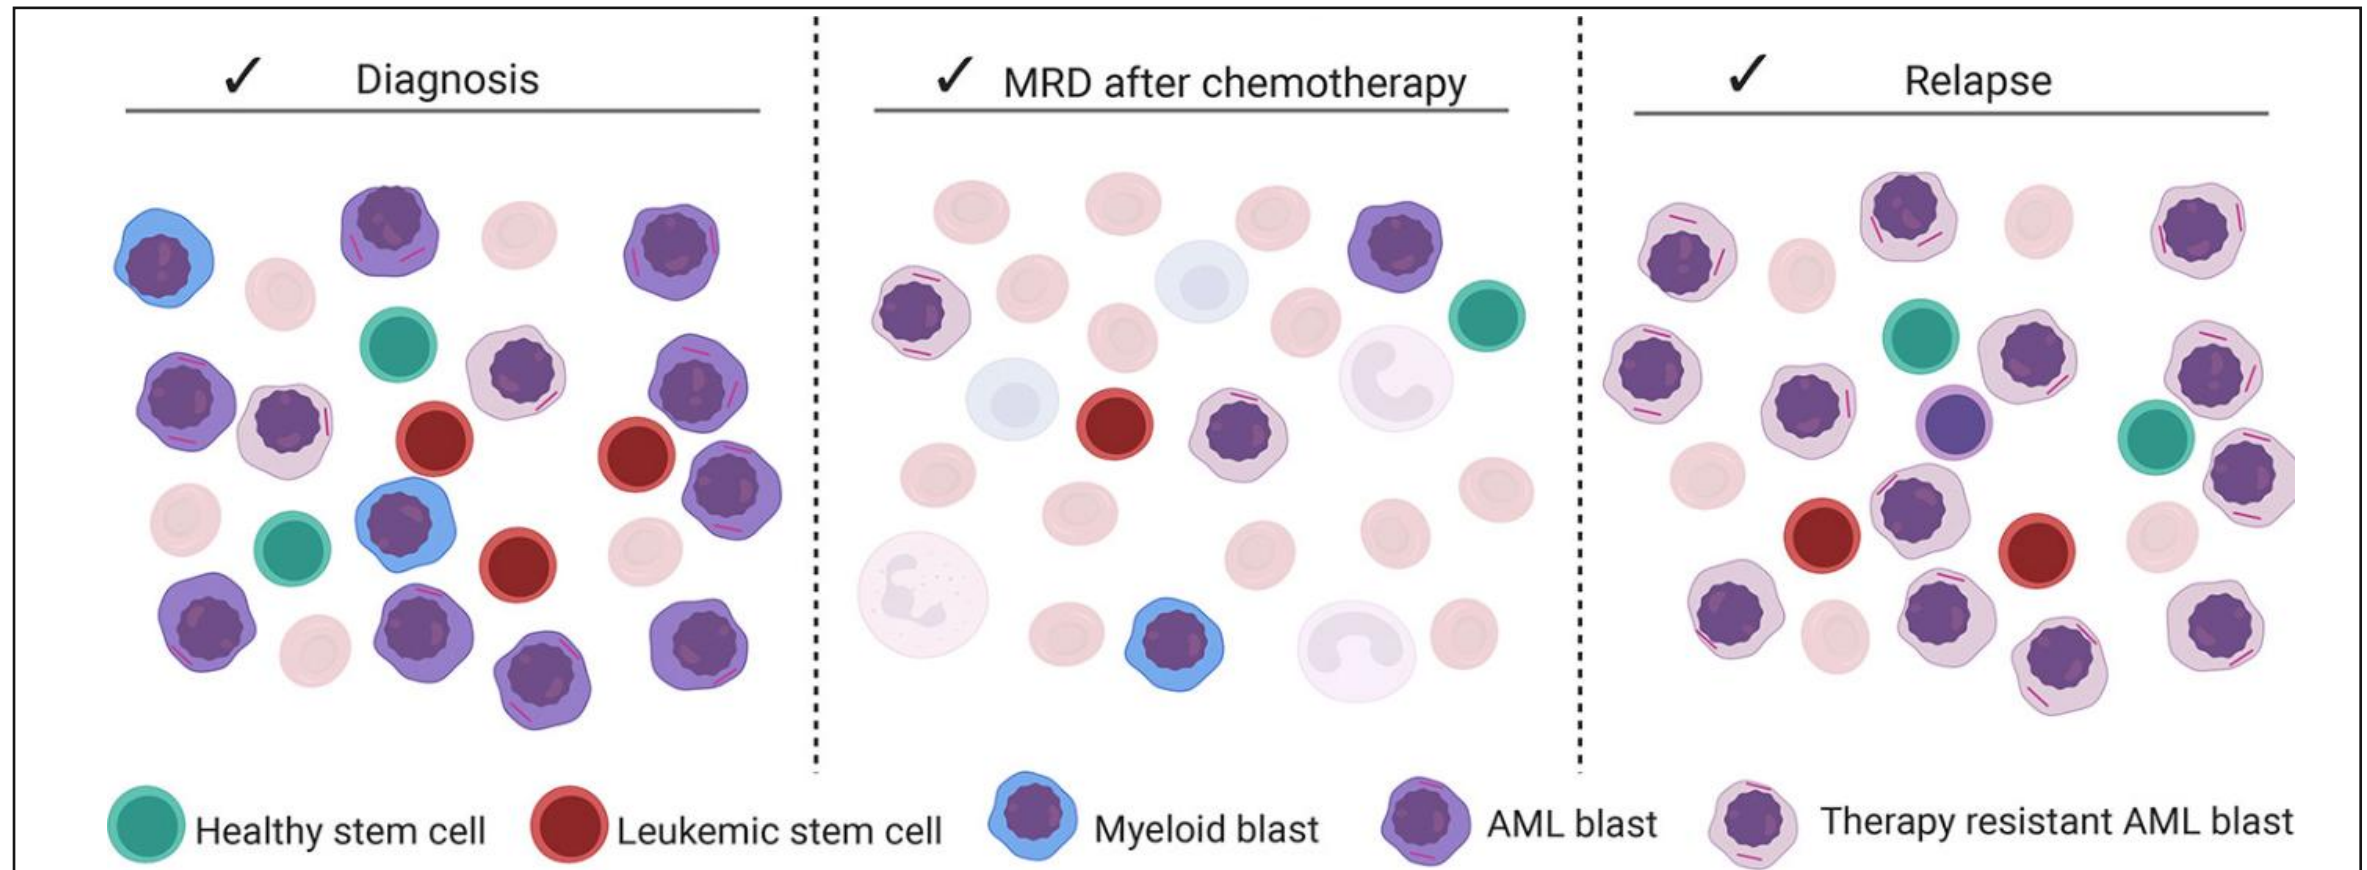 ✓ Diagnosis
✓ MRD after chemotherapy
✓ Relapse
Healthy stem cell
Leukemic stem cell
Myeloid blast
AML blast
Therapy resistant AML blast